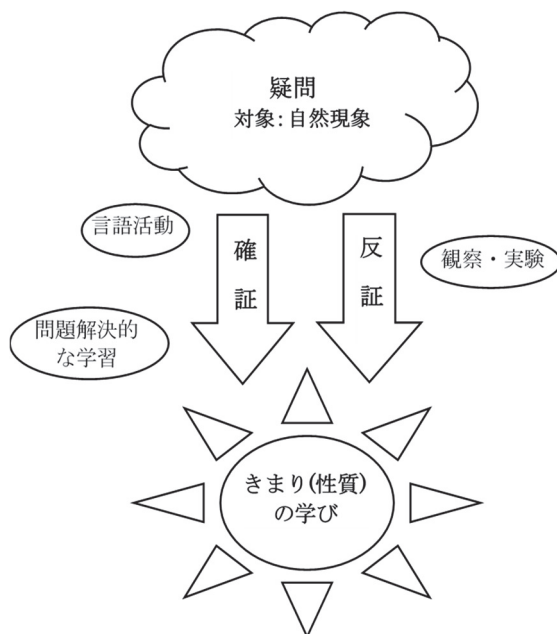 疑問
対象：自然現象
言語活動
確証
反証
観察・実験
問題解決的
な学習
きまり(性質)
の学び